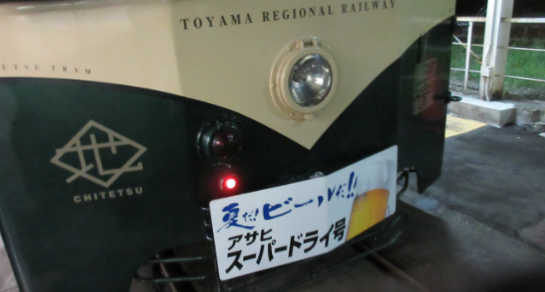 TOYAMA REGIONAL RAILWAY
TRAM
CHITETSU
夏だ!ビールだ!!
アサヒ
スーパードライ号